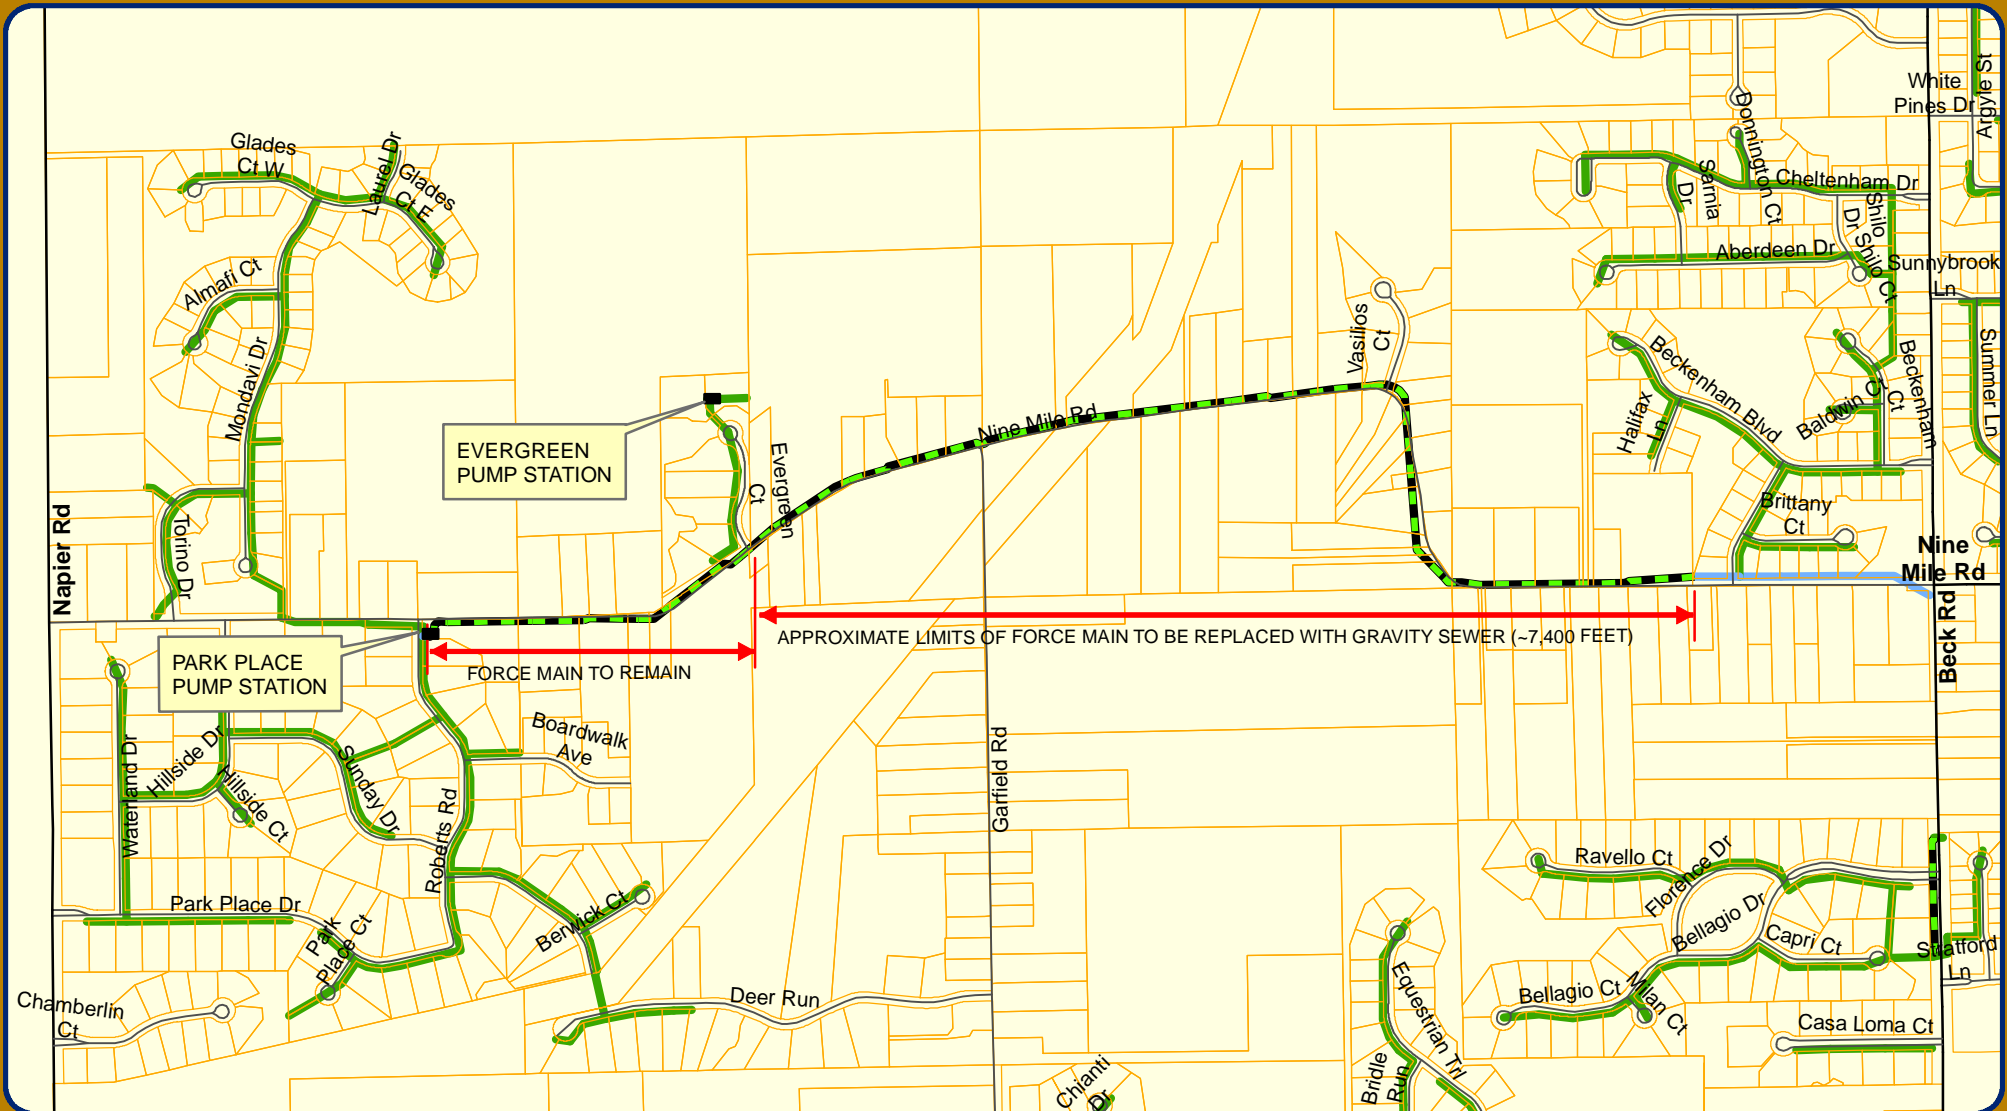 White
Pines Dr
Argyle St
Glades
Ct W
Laurel Dr
Glades
Ct E
Donnington Ct
Sarnia
Dr
Cheltenham Dr
Shilo
Dr
Shilo Ct
Aberdeen Dr
Sunnybrook
Ln
Almafi Ct
Mondavi Dr
Vasilios
Ct
Beckenham Blvd
Beckenham
Ct
Baldwin Ct
Summer Ln
Halifax
Ln
Nine Mile Rd
EVERGREEN
PUMP STATION
Evergreen
Ct
Brittany
Ct
Napier Rd
Torino Dr
Nine
Mile Rd
Beck Rd
APPROXIMATE LIMITS OF FORCE MAIN TO BE REPLACED WITH GRAVITY SEWER (~7,400 FEET)
PARK PLACE
PUMP STATION
FORCE MAIN TO REMAIN
Boardwalk
Ave
Garfield Rd
Waterland Dr
Hillside Dr
Hillside Ct
Sunday Dr
Roberts Rd
Ravello Ct
Florence Dr
Bellagio Dr
Capri Ct
Stratford
Ln
Park Place Dr
Park
Place Ct
Berwick Ct
Equestrian Trl
Bellagio Ct
Milan Ct
Casa Loma Ct
Chamberlin
Ct
Deer Run
Chianti
Dr
Bridle
Run